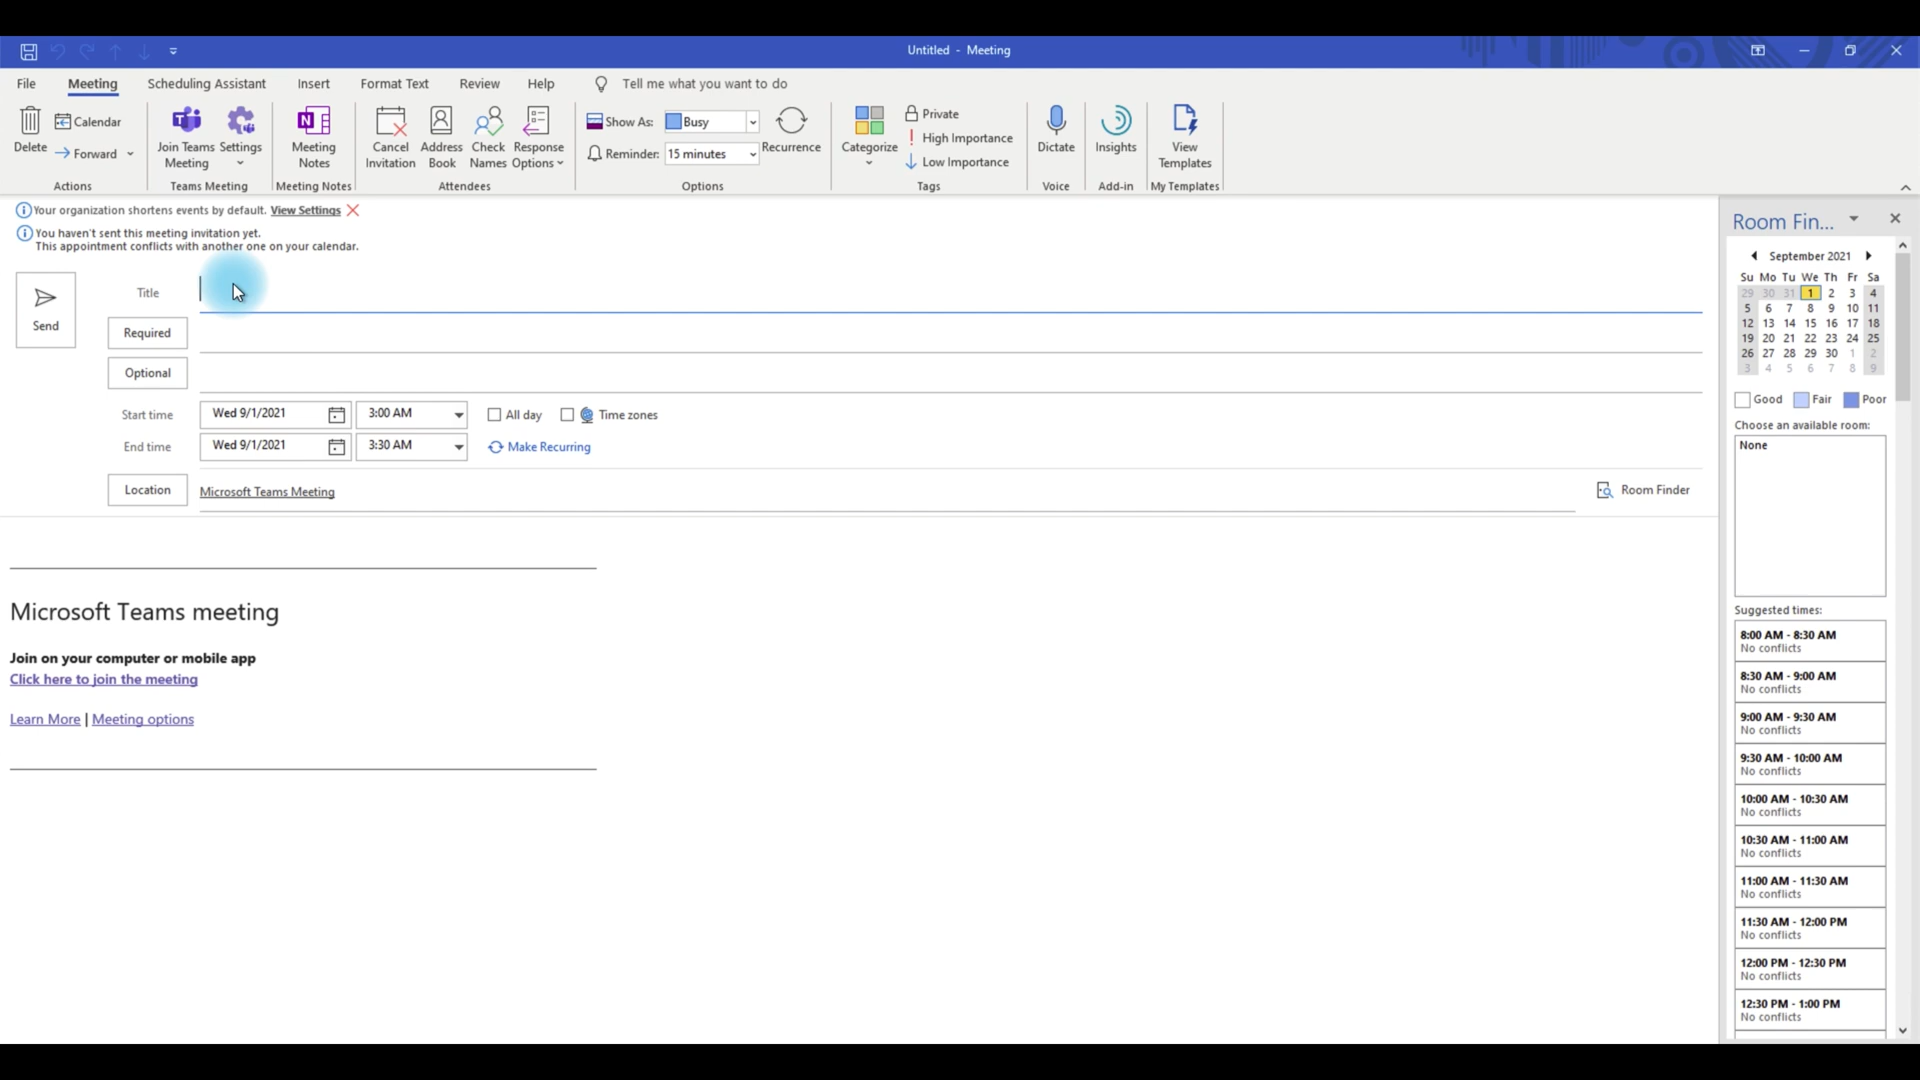 Untitled - Meeting
File Meeting Scheduling Assistant Insert Format Text Review Help Tell me what you want to do
Delete
Calendar
Forward
Actions
Join Teams
Meeting
Settings
Teams Meeting
Meeting
Notes
Meeting Notes
Cancel
Invitation
Address
Book
Check
Names
Response
Options
Attendees
Show As: Busy
Reminder: 15 minutes
Recurrence
Options
Categorize
Private
High Importance
Low Importance
Tags
Dictate
Voice
Insights
Add-in
View
Templates
My Templates
Your organization shortens events by default. View Settings
You haven't sent this meeting invitation yet.
This appointment conflicts with another one on your calendar.
Send
Title
Required
Optional
Start time Wed 9/1/2021 3:00 AM All day Time zones
End time Wed 9/1/2021 3:30 AM Make Recurring
Location Microsoft Teams Meeting Room Finder
Microsoft Teams meeting
Join on your computer or mobile app
Click here to join the meeting
Learn More | Meeting options
Room Fin...
September 2021
Su Mo Tu We Th Fr Sa
29 30 31 1 2 3 4
5 6 7 8 9 10 11
12 13 14 15 16 17 18
19 20 21 22 23 24 25
26 27 28 29 30 1 2
3 4 5 6 7 8 9
Good Fair Poor
Choose an available room:
None
Suggested times:
8:00 AM - 8:30 AM
No conflicts
8:30 AM - 9:00 AM
No conflicts
9:00 AM - 9:30 AM
No conflicts
9:30 AM - 10:00 AM
No conflicts
10:00 AM - 10:30 AM
No conflicts
10:30 AM - 11:00 AM
No conflicts
11:00 AM - 11:30 AM
No conflicts
11:30 AM - 12:00 PM
No conflicts
12:00 PM - 12:30 PM
No conflicts
12:30 PM - 1:00 PM
No conflicts